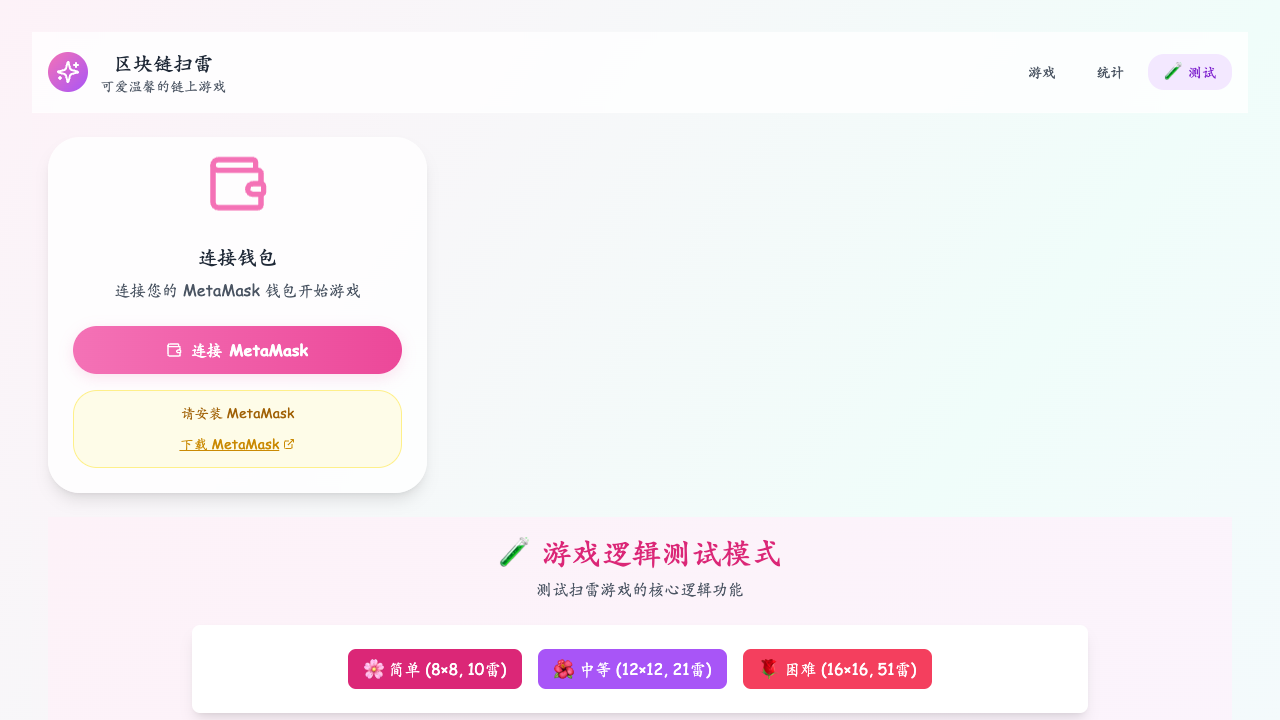 区块链扫雷
可爱温馨的链上游戏
游戏
统计
🧪 测试
连接钱包
连接您的 MetaMask 钱包开始游戏
连接 MetaMask
请安装 MetaMask
下载 MetaMask
🧪 游戏逻辑测试模式
测试扫雷游戏的核心逻辑功能
🌸 简单 (8×8, 10雷)
🌺 中等 (12×12, 21雷)
🌹 困难 (16×16, 51雷)